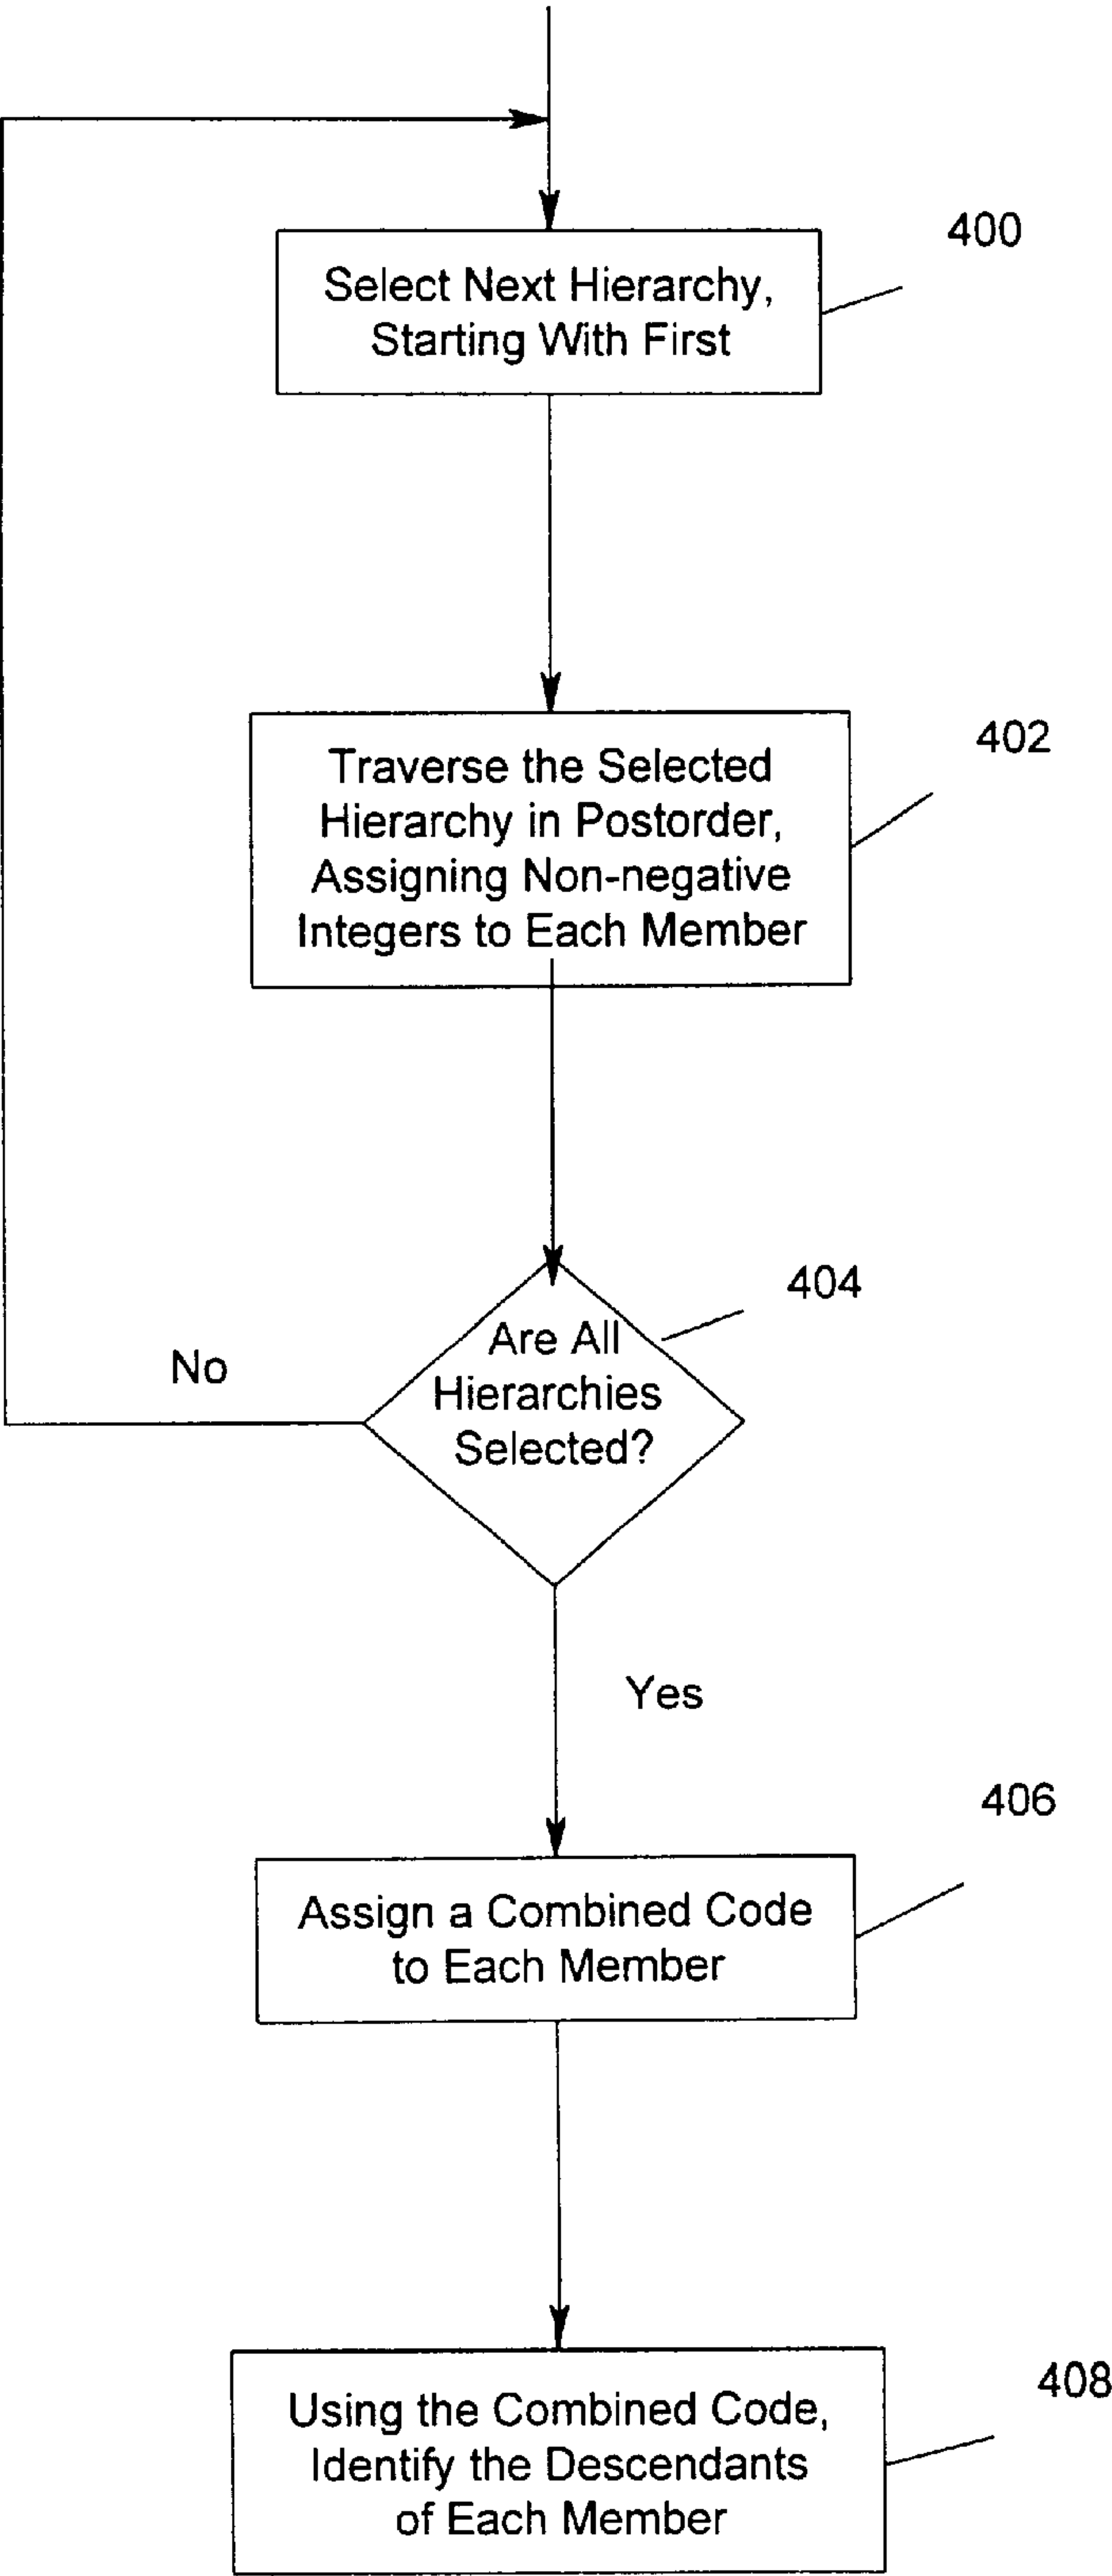 400
Select Next Hierarchy,
Starting With First
402
Traverse the Selected
Hierarchy in Postorder,
Assigning Non-negative
Integers to Each Member
404
Are All
Hierarchies
Selected?
No
Yes
406
Assign a Combined Code
to Each Member
408
Using the Combined Code,
Identify the Descendants
of Each Member